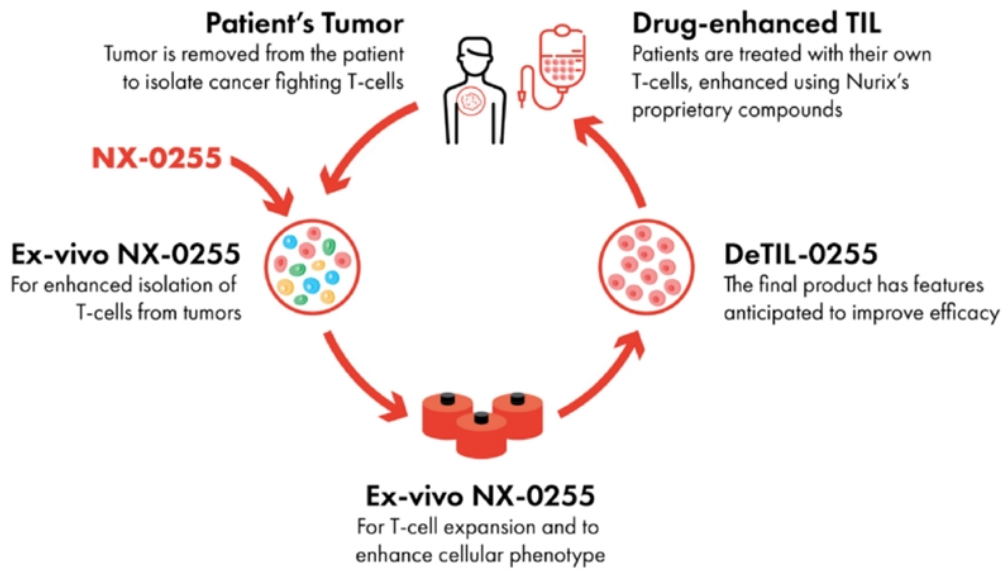 Patient's Tumor
Tumor is removed from the patient
to isolate cancer fighting T-cells
Drug-enhanced TIL
Patients are treated with their own
T-cells, enhanced using Nurix's
proprietary compounds
NX-0255
Ex-vivo NX-0255
For enhanced isolation of
T-cells from tumors
DeTIL-0255
The final product has features
anticipated to improve efficacy
Ex-vivo NX-0255
For T-cell expansion and to
enhance cellular phenotype